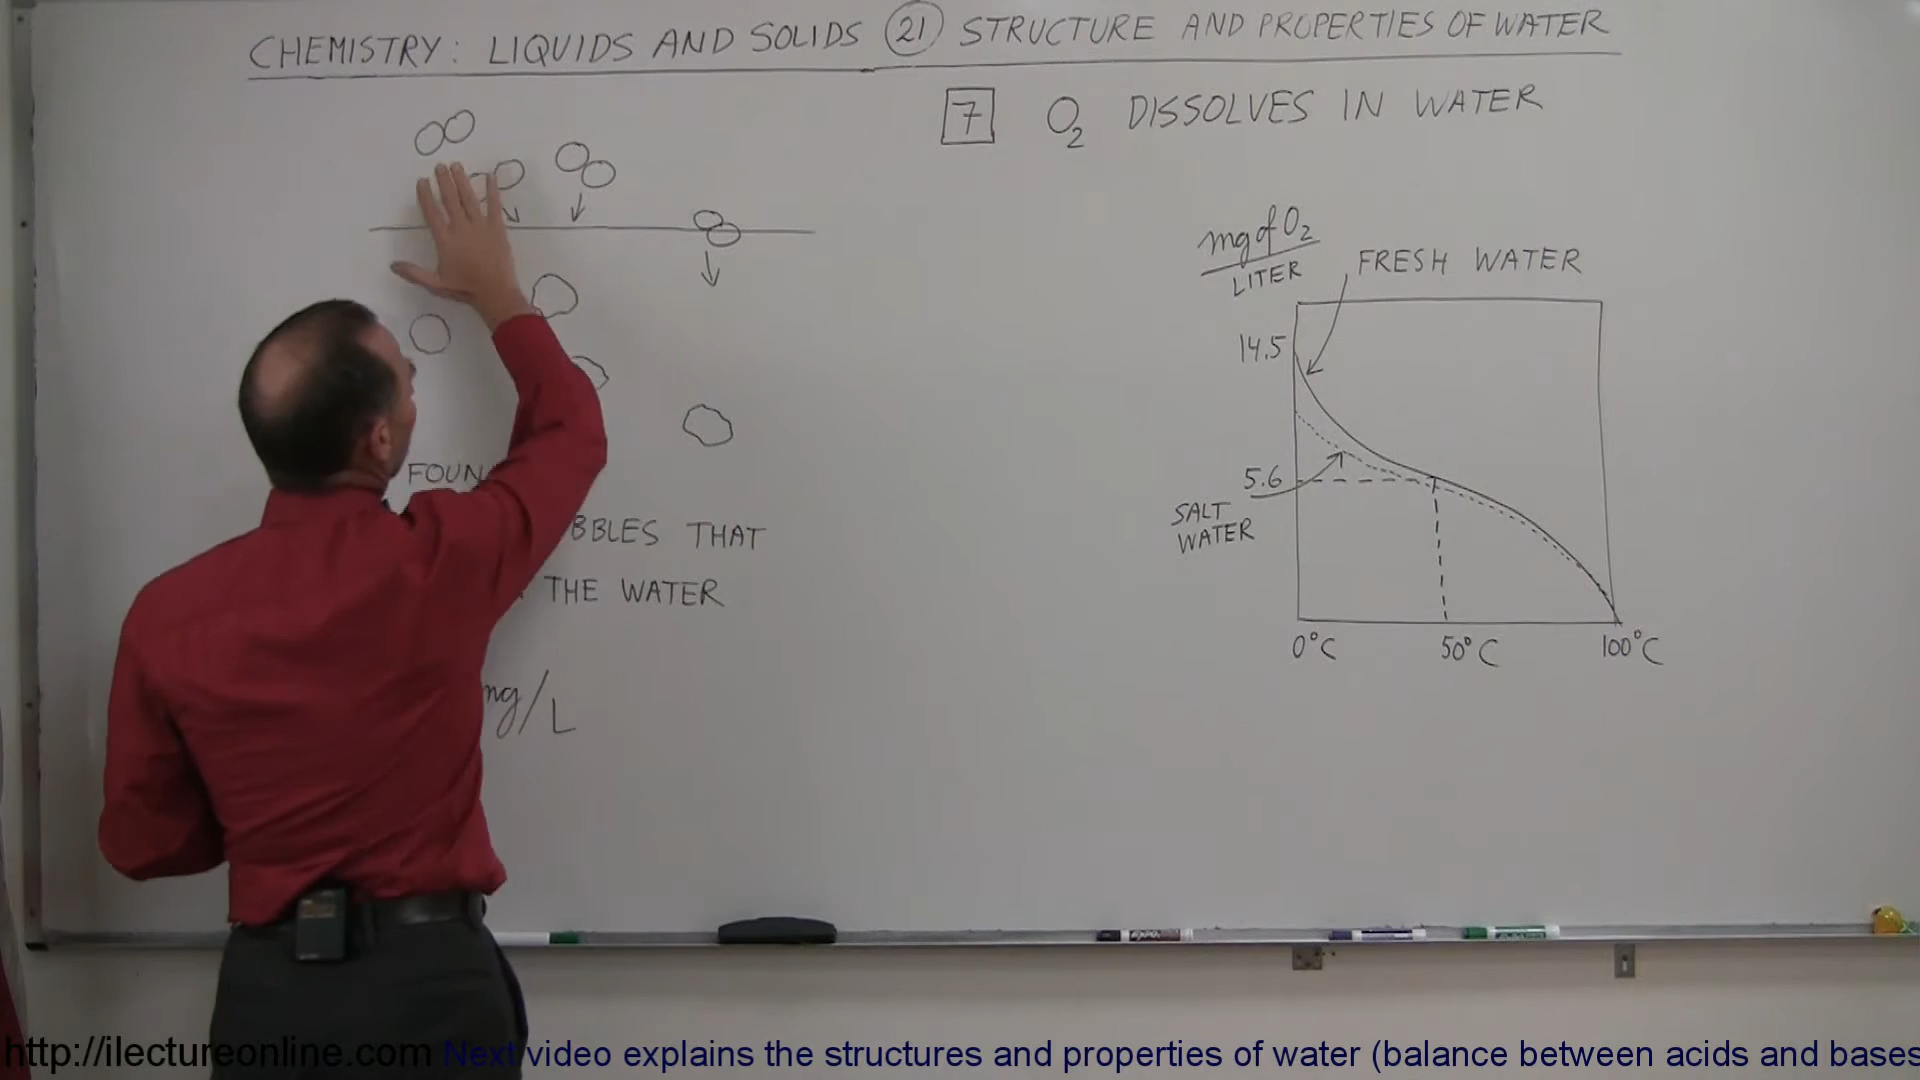 CHEMISTRY: LIQUIDS AND SOLIDS 21 STRUCTURE AND PROPERTIES OF WATER
7 O2 DISSOLVES IN WATER
mg of O2
LITER
FRESH WATER
14.5
5.6
SALT
WATER
0°C 50°C 100°C
THAT
THE WATER
mg/L
http://ilectureonline.com Next video explains the structures and properties of water (balance between acids and bases